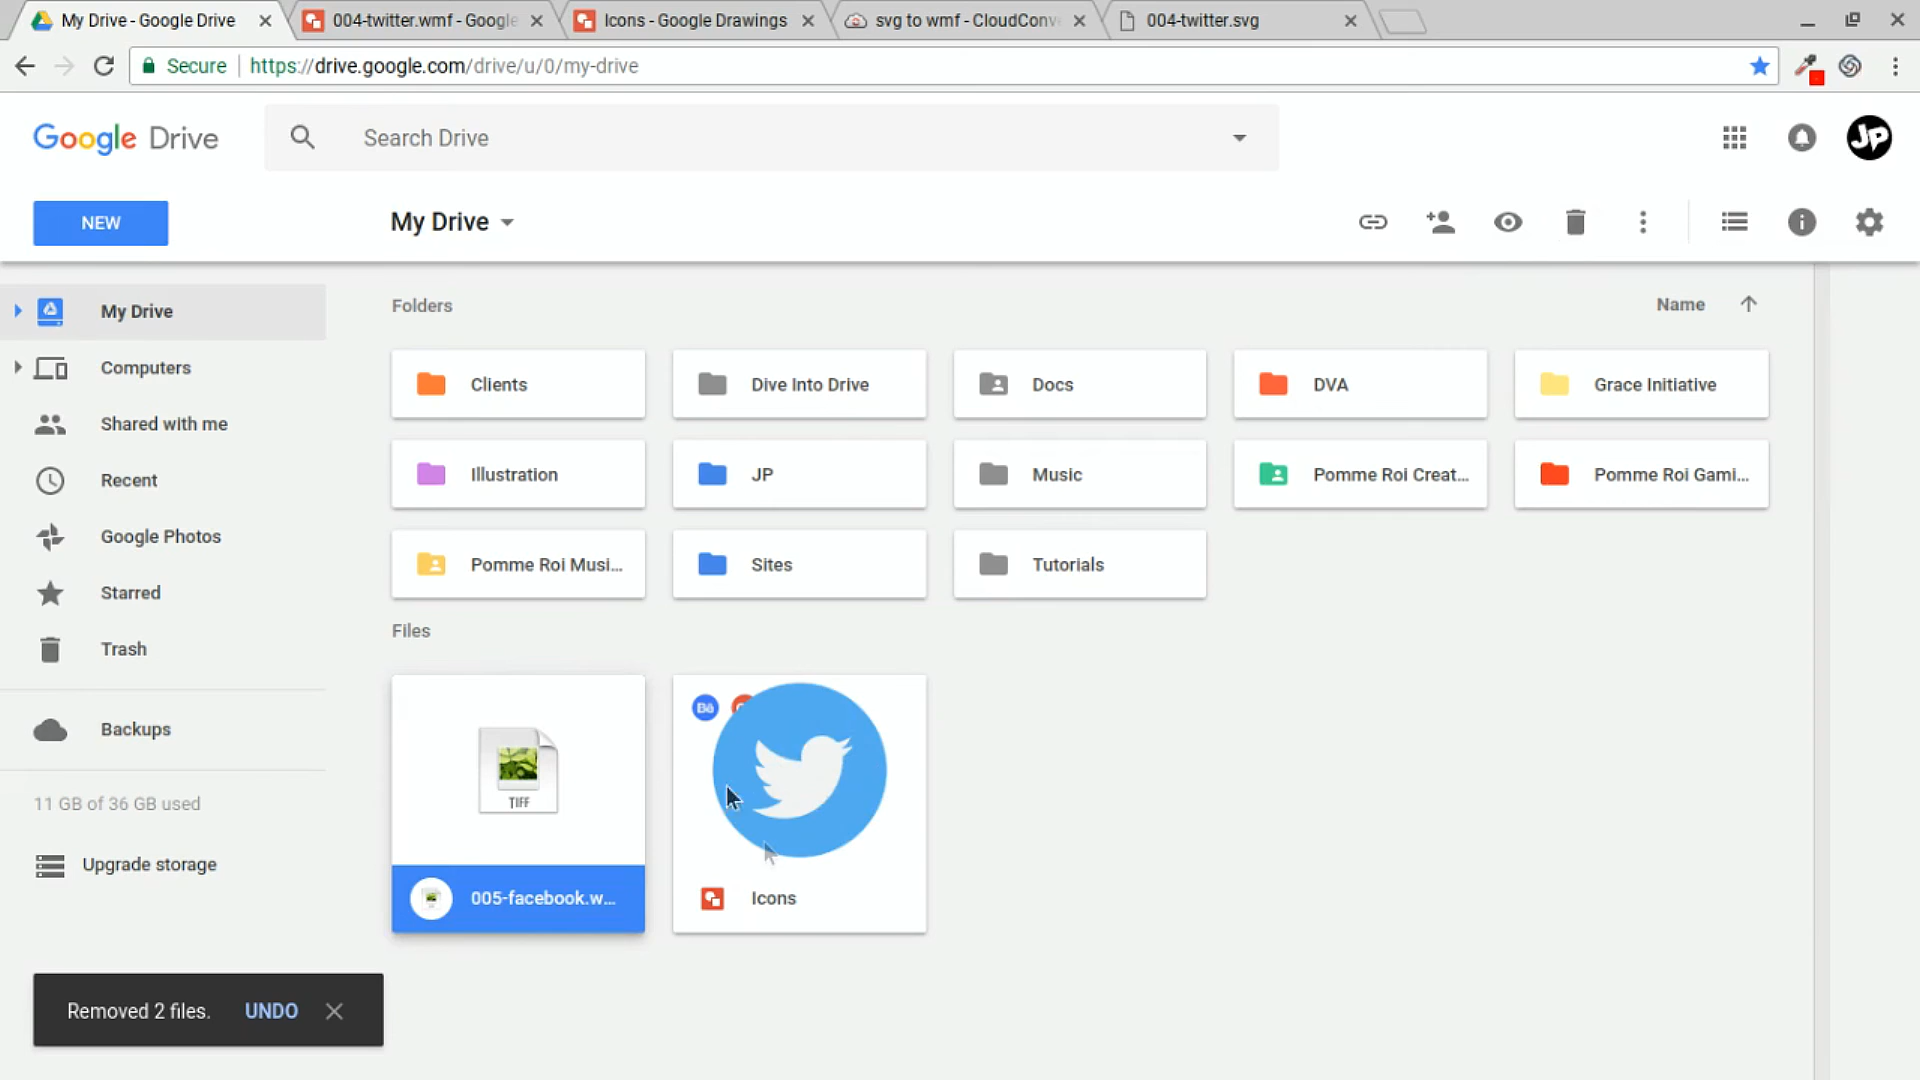 My Drive - Google Drive
004-twitter.wmf - Google
Icons - Google Drawings
svg to wmf - CloudConv
004-twitter.svg
Secure
https://drive.google.com/drive/u/0/my-drive
Google Drive
Search Drive
JP
NEW
My Drive
My Drive
Computers
Shared with me
Recent
Google Photos
Starred
Trash
Backups
11 GB of 36 GB used
Upgrade storage
Folders
Name
Clients
Dive Into Drive
Docs
DVA
Grace Initiative
Illustration
JP
Music
Pomme Roi Creat...
Pomme Roi Gami...
Pomme Roi Musi...
Sites
Tutorials
Files
TIFF
005-facebook.w...
Bē
Icons
Removed 2 files.
UNDO